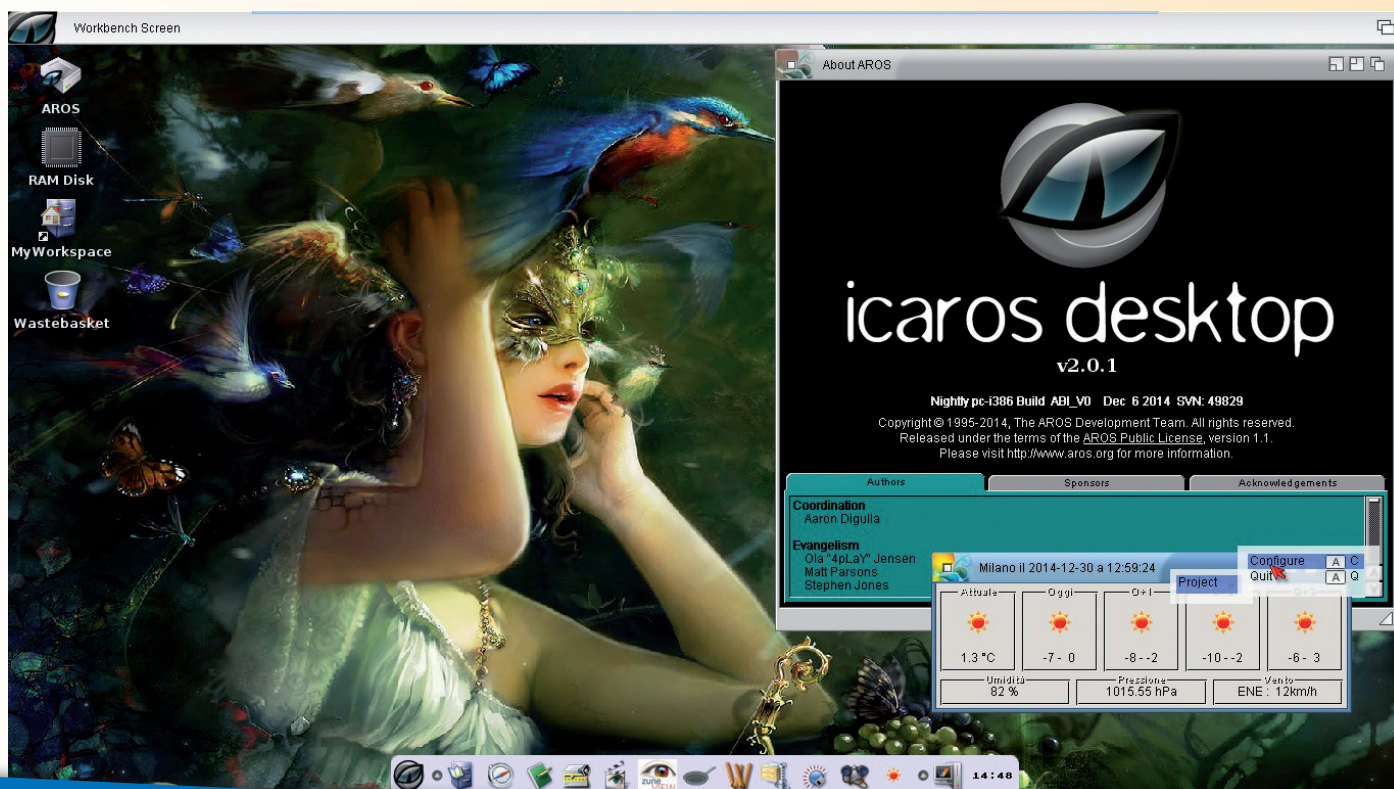 Workbench Screen
AROS
RAM Disk
MyWorkspace
Wastebasket
About AROS
icaros desktop
v2.0.1
Nightly pc-i386 Build ABI_V0 Dec 6 2014 SVN: 49829
Copyright © 1995-2014, The AROS Development Team. All rights reserved.
Released under the terms of the AROS Public License, version 1.1.
Please visit http://www.aros.org for more information.
Authors Sponsors Acknowledgements
Coordination
Aaron Digulla
Evangelism
Ola "4pLaY" Jensen
Matt Parsons
Stephen Jones
Milano il 2014-12-30 a 12:59:24
Project
Configure A C
Quit A Q
Attuale Oggi O+1
1.3 °C -7 - 0 -8 --2 -10 --2 -6 - 3
Umidità Pressione Vento
82 % 1015.55 hPa ENE : 12km/h
zune
VIEW
14:48